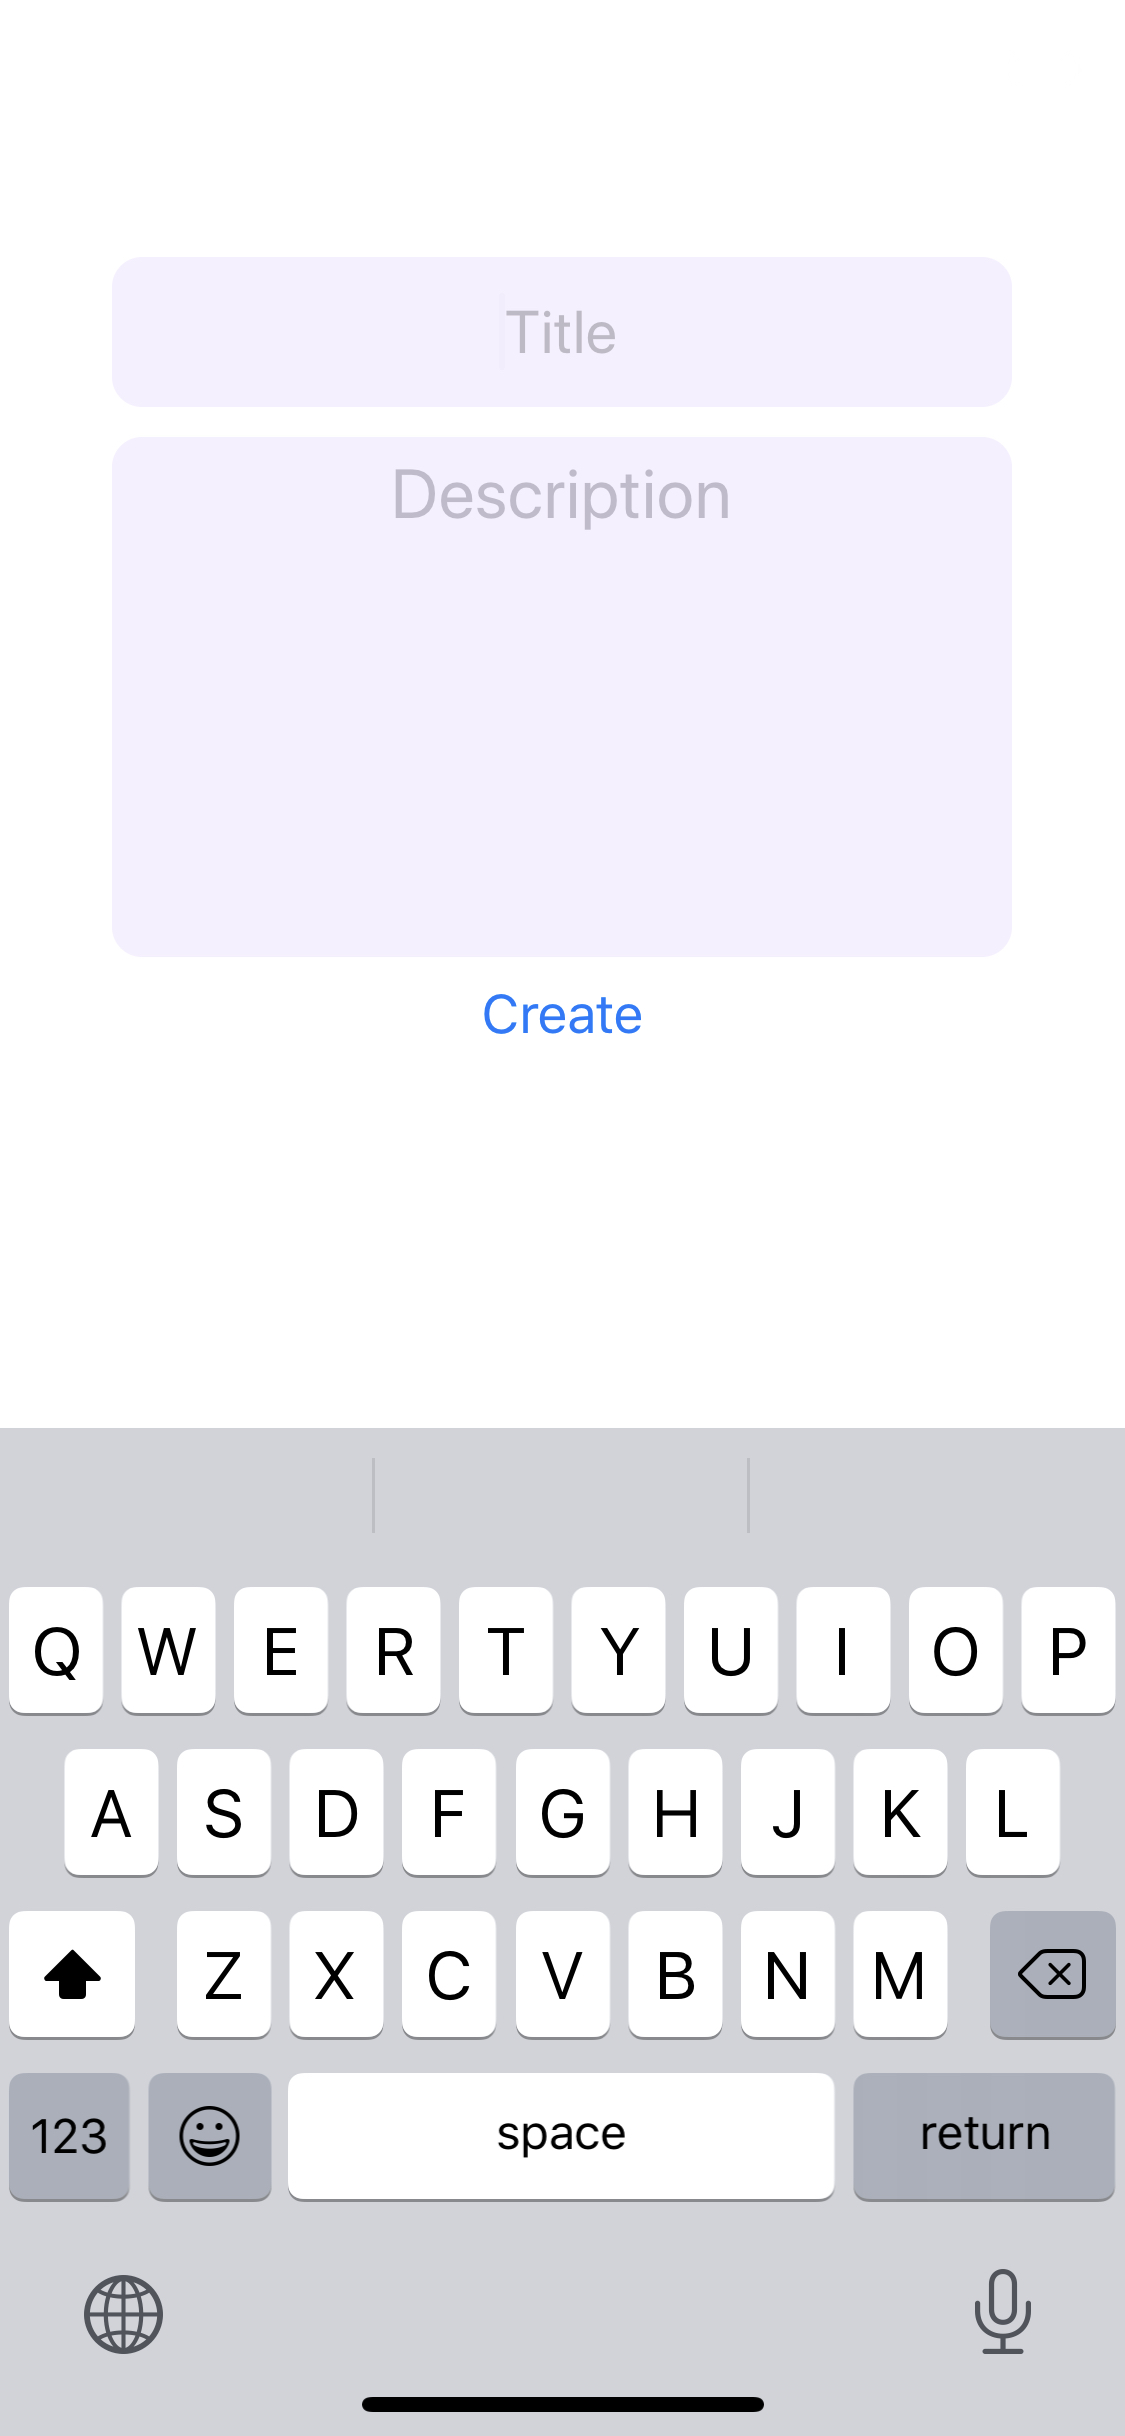 Title
Description
Create
Q W E R T Y U I O P
A S D F G H J K L
Z X C V B N M
123 space return